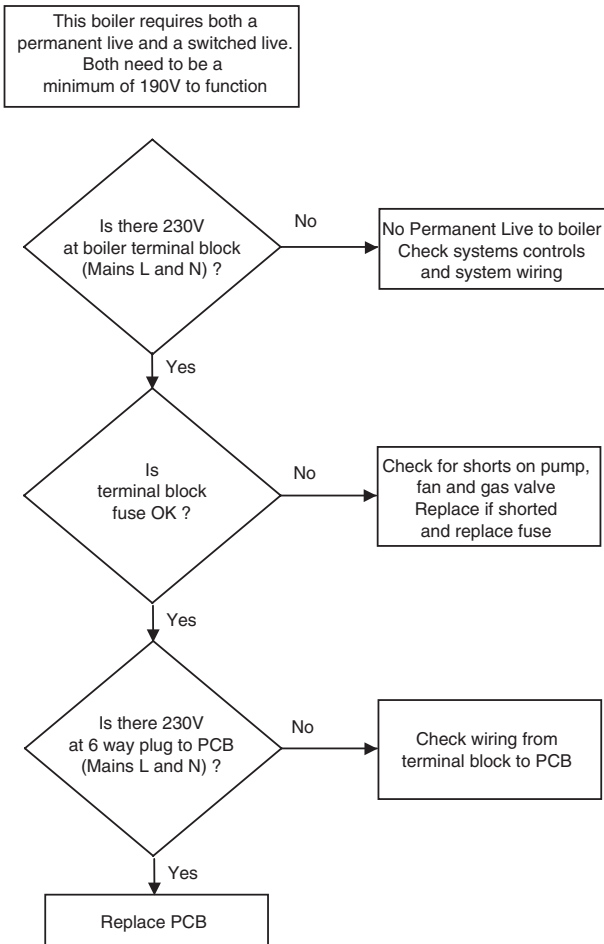 This boiler requires both a
permanent live and a switched live.
Both need to be a
minimum of 190V to function
Is there 230V
at boiler terminal block
(Mains L and N) ?
No
No Permanent Live to boiler
Check systems controls
and system wiring
Yes
Is
terminal block
fuse OK ?
No
Check for shorts on pump,
fan and gas valve
Replace if shorted
and replace fuse
Yes
Is there 230V
at 6 way plug to PCB
(Mains L and N) ?
No
Check wiring from
terminal block to PCB
Yes
Replace PCB